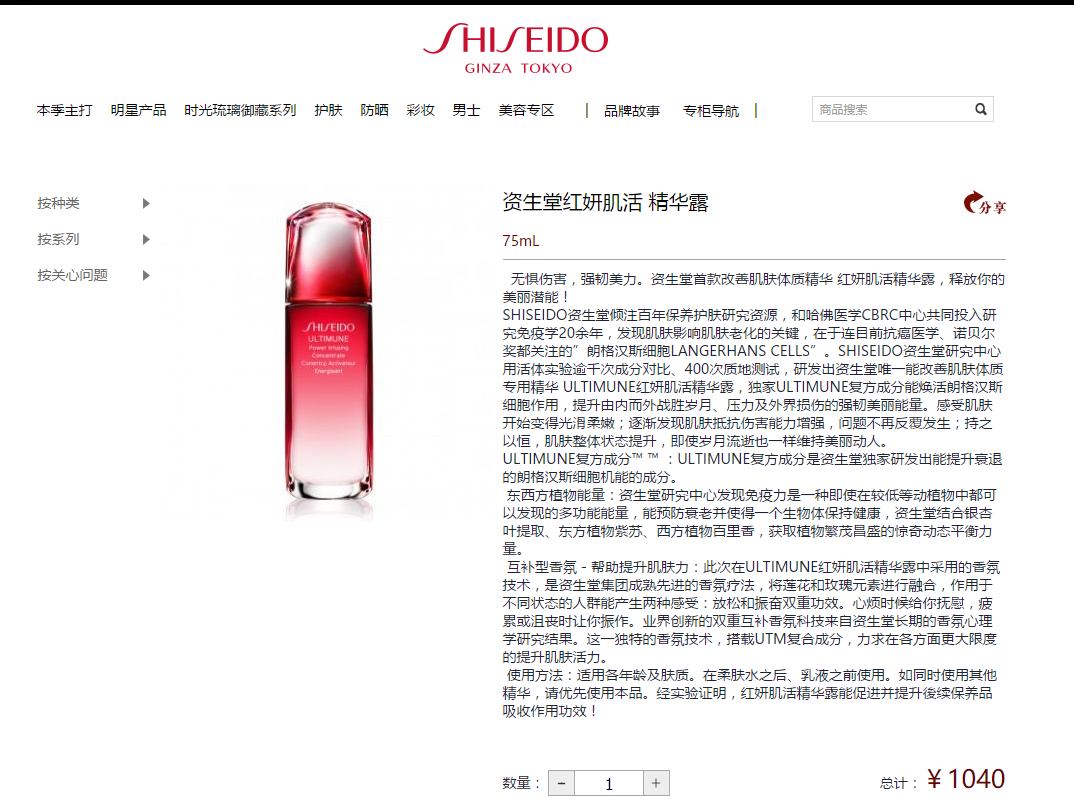 SHISEIDO
GINZA TOKYO
本季主打 明星产品 时光琉璃御藏系列 护肤 防晒 彩妆 男士 美容专区 | 品牌故事 专柜导航 |
商品搜索
按种类
按系列
按关心问题
SHISEIDO
ULTIMUNE
Power Infusing
Concentrate
Concentré Activateur
Energisant
资生堂红妍肌活 精华露
分享
75mL
无惧伤害，强韧美力。资生堂首款改善肌肤体质精华 红妍肌活精华露，释放你的
美丽潜能！
SHISEIDO资生堂倾注百年保养护肤研究资源，和哈佛医学CBRC中心共同投入研
究免疫学20余年，发现肌肤影响肌肤老化的关键，在于连目前抗癌医学、诺贝尔
奖都关注的”朗格汉斯细胞LANGERHANS CELLS”。SHISEIDO资生堂研究中心
用活体实验逾千次成分对比、400次质地测试，研发出资生堂唯一能改善肌肤体质
专用精华 ULTIMUNE红妍肌活精华露，独家ULTIMUNE复方成分能焕活朗格汉斯
细胞作用，提升由内而外战胜岁月、压力及外界损伤的强韧美丽能量。感受肌肤
开始变得光滑柔嫩；逐渐发现肌肤抵抗伤害能力增强，问题不再反覆发生；持之
以恒，肌肤整体状态提升，即使岁月流逝也一样维持美丽动人。
ULTIMUNE复方成分™ ™ ：ULTIMUNE复方成分是资生堂独家研发出能提升衰退
的朗格汉斯细胞机能的成分。
东西方植物能量：资生堂研究中心发现免疫力是一种即使在较低等动植物中都可
以发现的多功能能量，能预防衰老并使得一个生物体保持健康，资生堂结合银杏
叶提取、东方植物紫苏、西方植物百里香，获取植物繁茂昌盛的惊奇动态平衡力
量。
互补型香氛 - 帮助提升肌肤力：此次在ULTIMUNE红妍肌活精华露中采用的香氛
技术，是资生堂集团成熟先进的香氛疗法，将莲花和玫瑰元素进行融合，作用于
不同状态的人群能产生两种感受：放松和振奋双重功效。心烦时候给你抚慰，疲
累或沮丧时让你振作。业界创新的双重互补香氛科技来自资生堂长期的香氛心理
学研究结果。这一独特的香氛技术，搭载UTM复合成分，力求在各方面更大限度
的提升肌肤活力。
使用方法：适用各年龄及肤质。在柔肤水之后、乳液之前使用。如同时使用其他
精华，请优先使用本品。经实验证明，红妍肌活精华露能促进并提升後续保养品
吸收作用功效！
数量： - 1 + 总计： ¥ 1040